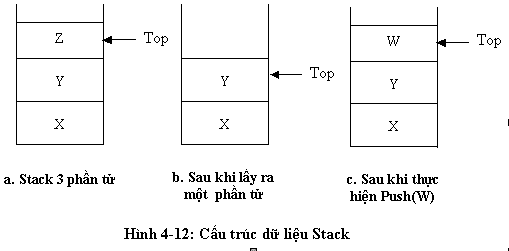 Z
Top
Y
X
Y
Top
X
W
Top
Y
X
a. Stack 3 phần tử
b. Sau khi lấy ra
một phần tử
c. Sau khi thực
hiện Push(W)
Hình 4-12: Cấu trúc dữ liệu Stack